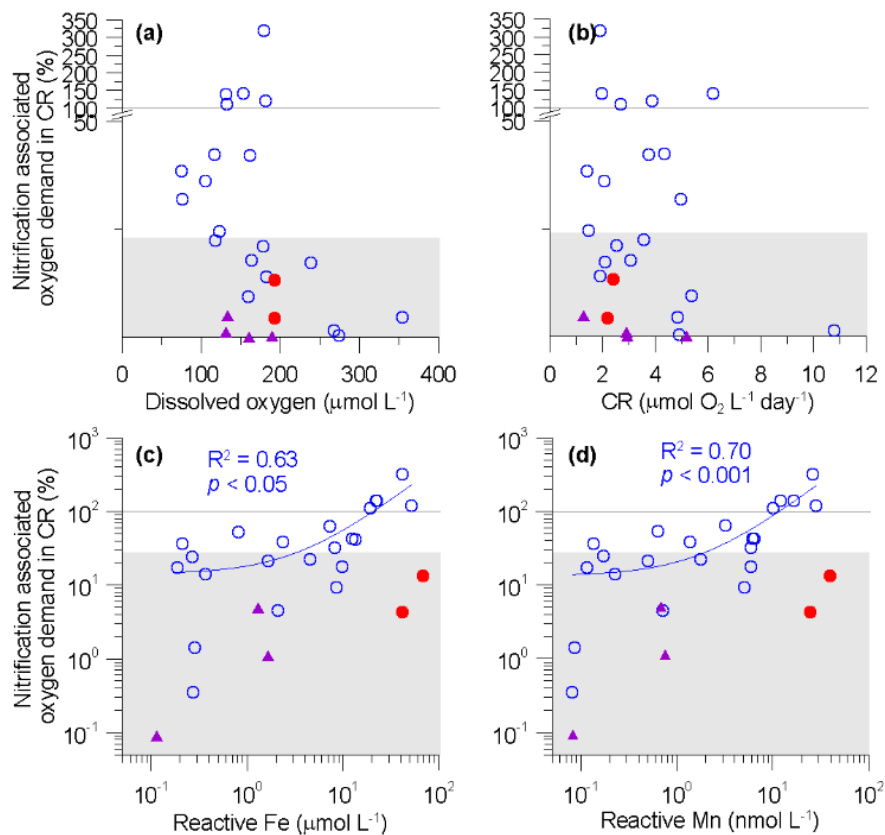 (a)
350
300
250
200
150
100
50
Nitrification associated
oxygen demand in CR (%)
0
100
200
300
400
Dissolved oxygen (μmol L⁻¹)
(b)
350
300
250
200
150
100
50
0
2
4
6
8
10
12
CR (μmol O₂ L⁻¹ day⁻¹)
(c)
R² = 0.63
p < 0.05
10³
10²
10¹
10⁰
10⁻¹
Nitrification associated
oxygen demand in CR (%)
10⁻¹
10⁰
10¹
10²
Reactive Fe (μmol L⁻¹)
(d)
R² = 0.70
p < 0.001
10³
10²
10¹
10⁰
10⁻¹
10⁻¹
10⁰
10¹
10²
Reactive Mn (nmol L⁻¹)